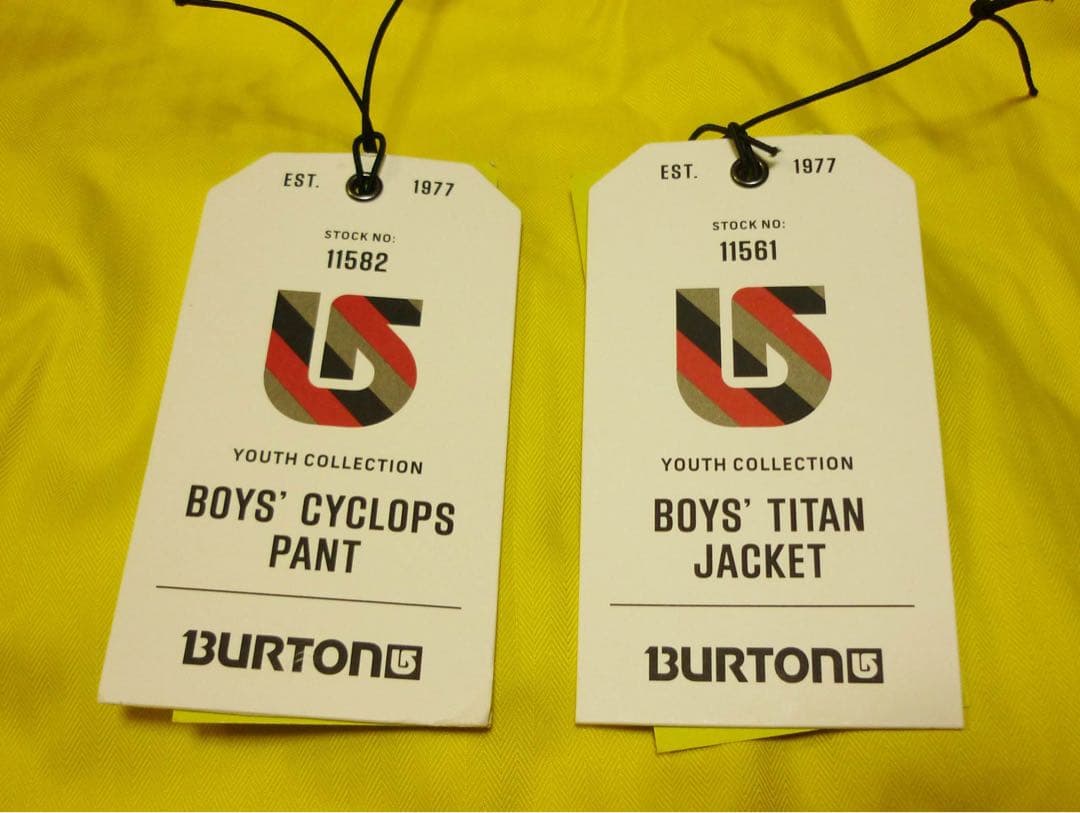 EST. 1977
STOCK NO:
11582
YOUTH COLLECTION
BOYS' CYCLOPS
PANT
BURTON
EST. 1977
STOCK NO:
11561
YOUTH COLLECTION
BOYS' TITAN
JACKET
BURTON